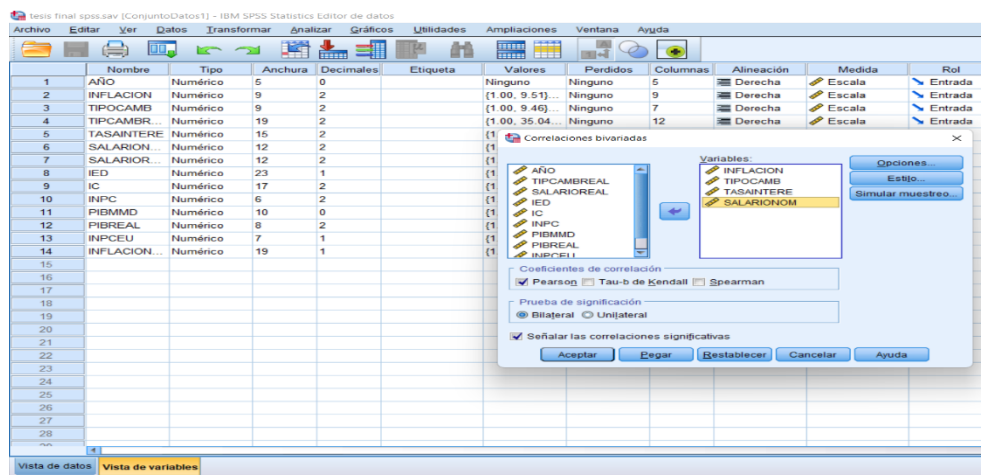 tesis final spss.sav [ConjuntoDatos1] - IBM SPSS Statistics Editor de datos
Archivo Editar Ver Datos Transformar Analizar Gráficos Utilidades Ampliaciones Ventana Ayuda
Nombre Tipo Anchura Decimales Etiqueta Valores Perdidos Columnas Alineación Medida Rol
1 AÑO Numérico 5 0 Ninguno Ninguno 5 Derecha Escala Entrada
2 INFLACION Numérico 9 2 {1.00, 9.51}... Ninguno 9 Derecha Escala Entrada
3 TIPOCAMB Numérico 9 2 {1.00, 9.46}... Ninguno 7 Derecha Escala Entrada
4 TIPCAMBR... Numérico 19 2 {1.00, 35.04... Ninguno 12 Derecha Escala Entrada
5 TASAINTERE Numérico 15 2 {1
6 SALARION... Numérico 12 2 {1
7 SALARIOR... Numérico 12 2 {1
8 IED Numérico 23 1 {1
9 IC Numérico 17 2 {1
10 INPC Numérico 6 2 {1
11 PIBMMD Numérico 10 0 {1
12 PIBREAL Numérico 8 2 {1
13 INPCEU Numérico 7 1 {1
14 INFLACION... Numérico 19 1 {1
15
16
17
18
19
20
21
22
23
24
25
26
27
28
Correlaciones bivariadas
AÑO
TIPCAMBREAL
SALARIOREAL
IED
IC
INPC
PIBMMD
PIBREAL
INPCEU
Variables:
INFLACION
TIPOCAMB
TASAINTERE
SALARIONOM
Opciones...
Estilo...
Simular muestreo...
Coeficientes de correlación
Pearson Tau-b de Kendall Spearman
Prueba de significación
Bilateral Unilateral
Señalar las correlaciones significativas
Aceptar Pegar Restablecer Cancelar Ayuda
Vista de datos Vista de variables